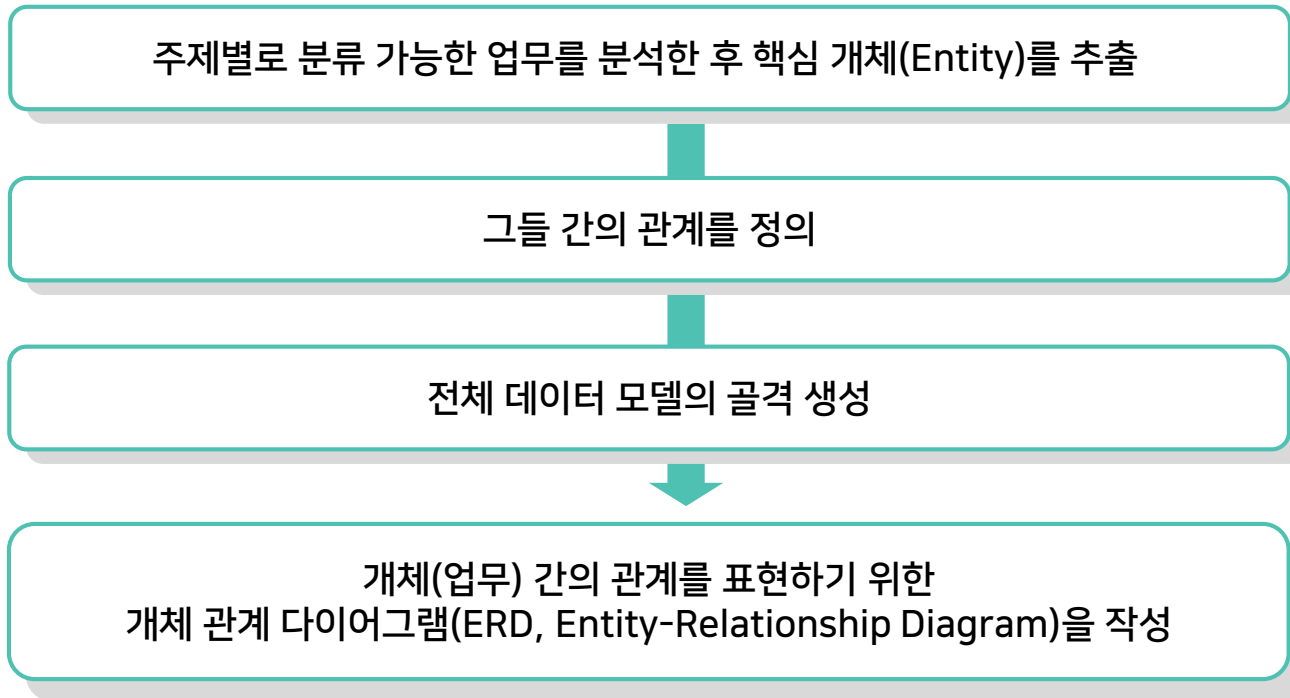 주제별로 분류 가능한 업무를 분석한 후 핵심 개체(Entity)를 추출
그들 간의 관계를 정의
전체 데이터 모델의 골격 생성
개체(업무) 간의 관계를 표현하기 위한
개체 관계 다이어그램(ERD, Entity-Relationship Diagram)을 작성